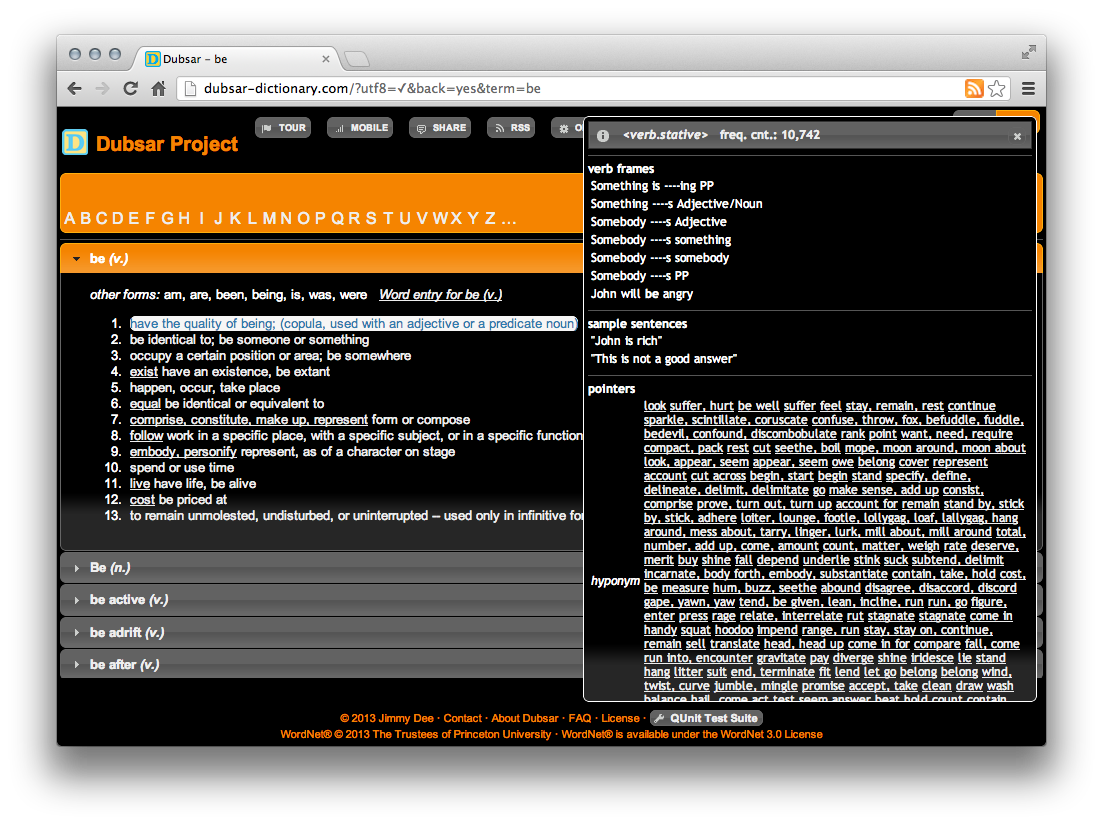 Dubsar – be
dubsar-dictionary.com/?utf8=✓&back=yes&term=be
D Dubsar Project
TOUR MOBILE SHARE RSS
A B C D E F G H I J K L M N O P Q R S T U V W X Y Z ...
be (v.)
other forms: am, are, been, being, is, was, were Word entry for be (v.)
1. have the quality of being; (copula, used with an adjective or a predicate noun)
2. be identical to; be someone or something
3. occupy a certain position or area; be somewhere
4. exist have an existence, be extant
5. happen, occur, take place
6. equal be identical or equivalent to
7. comprise, constitute, make up, represent form or compose
8. follow work in a specific place, with a specific subject, or in a specific function
9. embody, personify represent, as of a character on stage
10. spend or use time
11. live have life, be alive
12. cost be priced at
13. to remain unmolested, undisturbed, or uninterrupted -- used only in infinitive
Be (n.)
be active (v.)
be adrift (v.)
be after (v.)
<verb.stative> freq. cnt.: 10,742
verb frames
Something is ----ing PP
Something ----s Adjective/Noun
Somebody ----s Adjective
Somebody ----s something
Somebody ----s somebody
Somebody ----s PP
John will be angry
sample sentences
"John is rich"
"This is not a good answer"
pointers
hyponym
look suffer, hurt be well suffer feel stay, remain, rest continue
sparkle, scintillate, coruscate confuse, throw, fox, befuddle, fuddle,
bedevil, confound, discombobulate rank point want, need, require
compact, pack rest cut seethe, boil mope, moon around, moon about
look, appear, seem appear, seem owe belong cover represent
account cut across begin, start begin stand specify, define,
delineate, delimit, delimitate go make sense, add up consist,
comprise prove, turn out, turn up account for remain stand by, stick
by, stick, adhere loiter, lounge, footle, lollygag, loaf, lallygag, hang
around, mess about, tarry, linger, lurk, mill about, mill around total,
number, add up, come, amount count, matter, weigh rate deserve,
merit buy shine fall depend underlie stink suck subtend, delimit
incarnate, body forth, embody, substantiate contain, take, hold cost,
be measure hum, buzz, seethe abound disagree, disaccord, discord
gape, yawn, yaw tend, be given, lean, incline, run run, go figure,
enter press rage relate, interrelate rut stagnate stagnate come in
handy squat hoodoo impend range, run stay, stay on, continue,
remain sell translate head, head up come in for compare fall, come
run into, encounter gravitate pay diverge shine iridesce lie stand
hang litter suit end, terminate fit lend let go belong belong wind,
twist, curve jumble, mingle promise accept, take clean draw wash
balance hail, come act test seem answer beat hold count contain
© 2013 Jimmy Dee · Contact · About Dubsar · FAQ · License · QUnit Test Suite
WordNet® © 2013 The Trustees of Princeton University · WordNet® is available under the WordNet 3.0 License